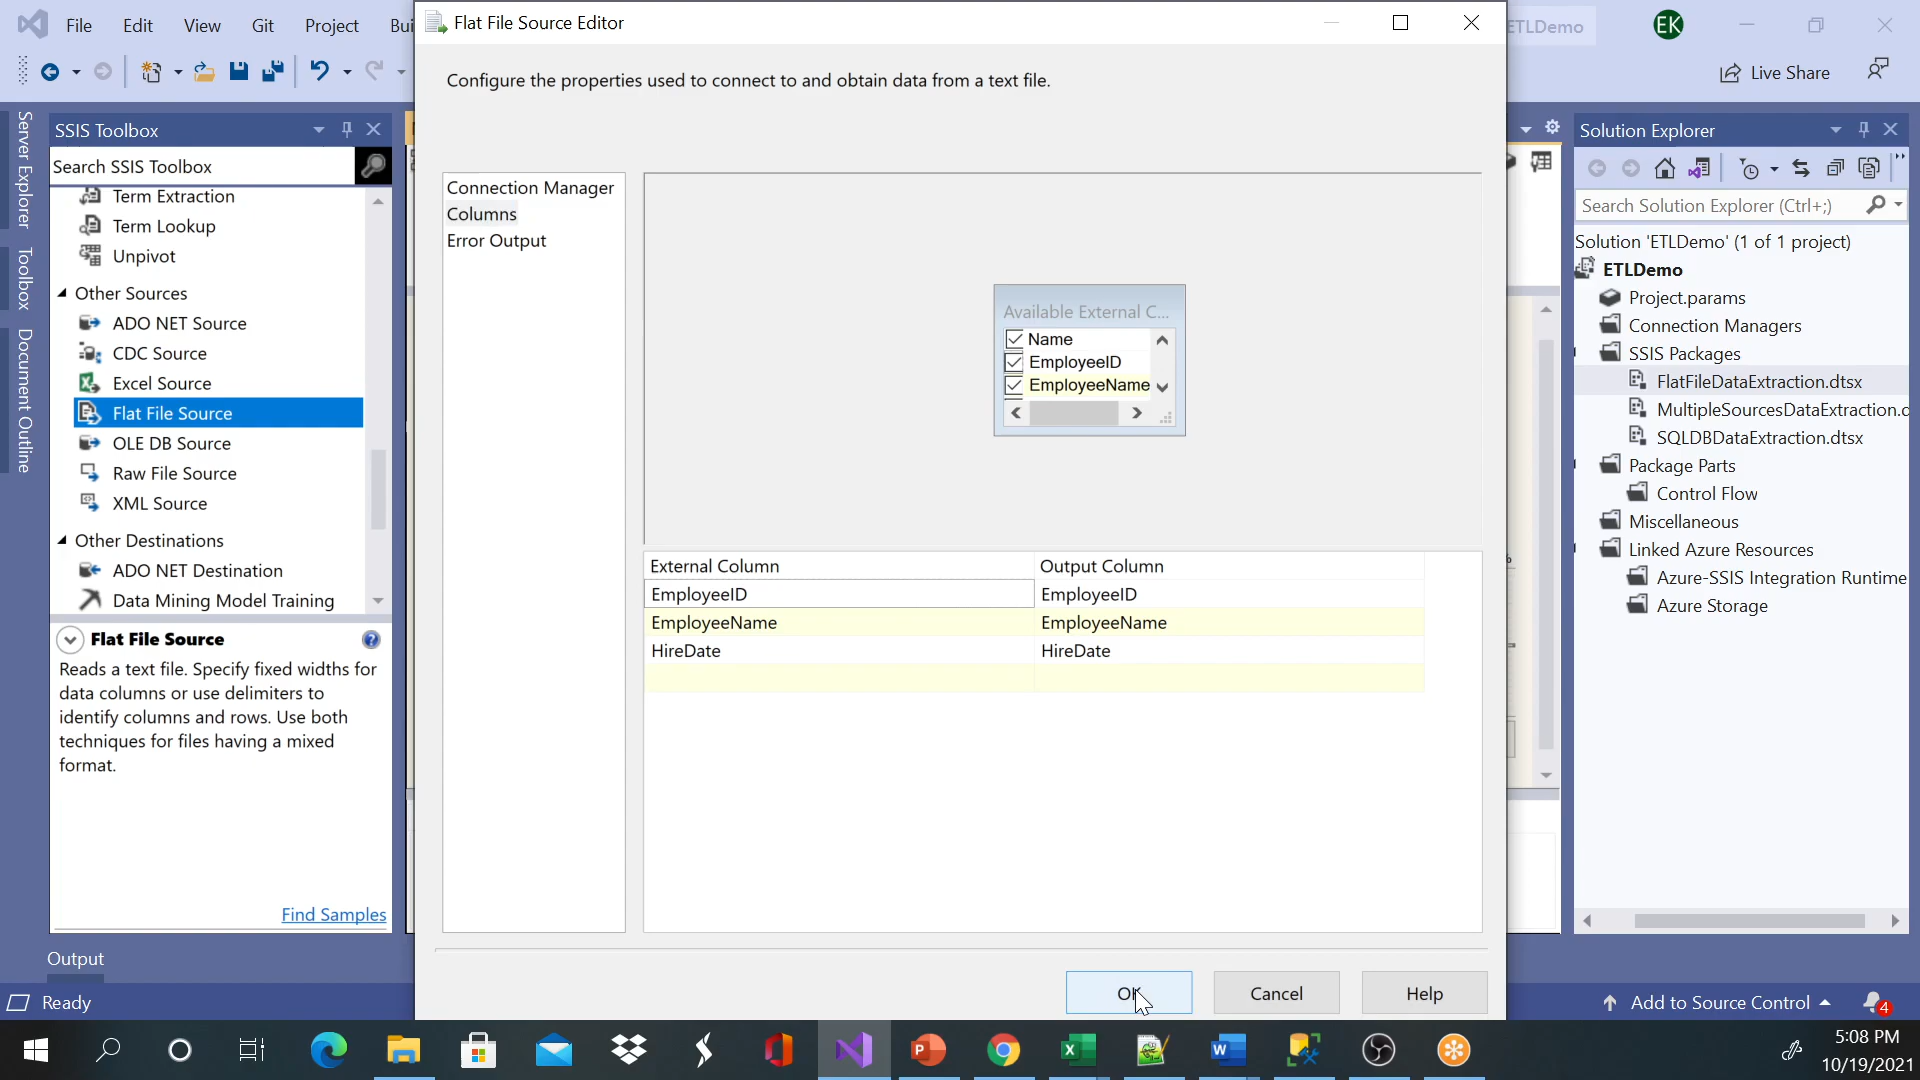 File Edit View Git Project Bui
Flat File Source Editor
ETLDemo
EK
Live Share
Configure the properties used to connect to and obtain data from a text file.
Server Explorer
Toolbox
Document Outline
SSIS Toolbox
Search SSIS Toolbox
Term Extraction
Term Lookup
Unpivot
Other Sources
ADO NET Source
CDC Source
Excel Source
Flat File Source
OLE DB Source
Raw File Source
XML Source
Other Destinations
ADO NET Destination
Data Mining Model Training
Flat File Source
Reads a text file. Specify fixed widths for
data columns or use delimiters to
identify columns and rows. Use both
techniques for files having a mixed
format.
Find Samples
Connection Manager
Columns
Error Output
Available External C...
Name
EmployeeID
EmployeeName
External Column Output Column
EmployeeID EmployeeID
EmployeeName EmployeeName
HireDate HireDate
OK Cancel Help
Solution Explorer
Search Solution Explorer (Ctrl+;)
Solution 'ETLDemo' (1 of 1 project)
ETLDemo
Project.params
Connection Managers
SSIS Packages
FlatFileDataExtraction.dtsx
MultipleSourcesDataExtraction.d
SQLDBDataExtraction.dtsx
Package Parts
Control Flow
Miscellaneous
Linked Azure Resources
Azure-SSIS Integration Runtime
Azure Storage
Output
Ready
Add to Source Control
4
5:08 PM
10/19/2021